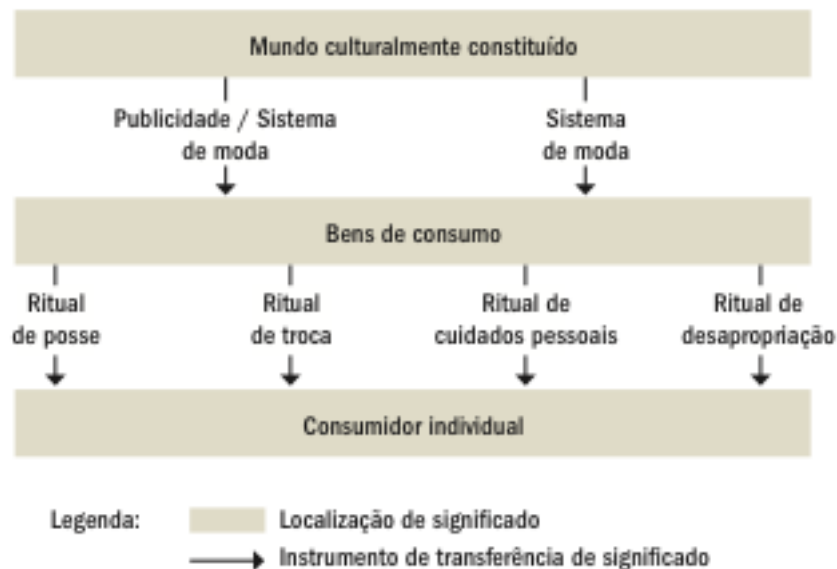 Mundo culturalmente constituído
Publicidade / Sistema
de moda
Sistema
de moda
Bens de consumo
Ritual
de posse
Ritual
de troca
Ritual de
cuidados pessoais
Ritual de
desapropriação
Consumidor individual
Legenda:
Localização de significado
Instrumento de transferência de significado